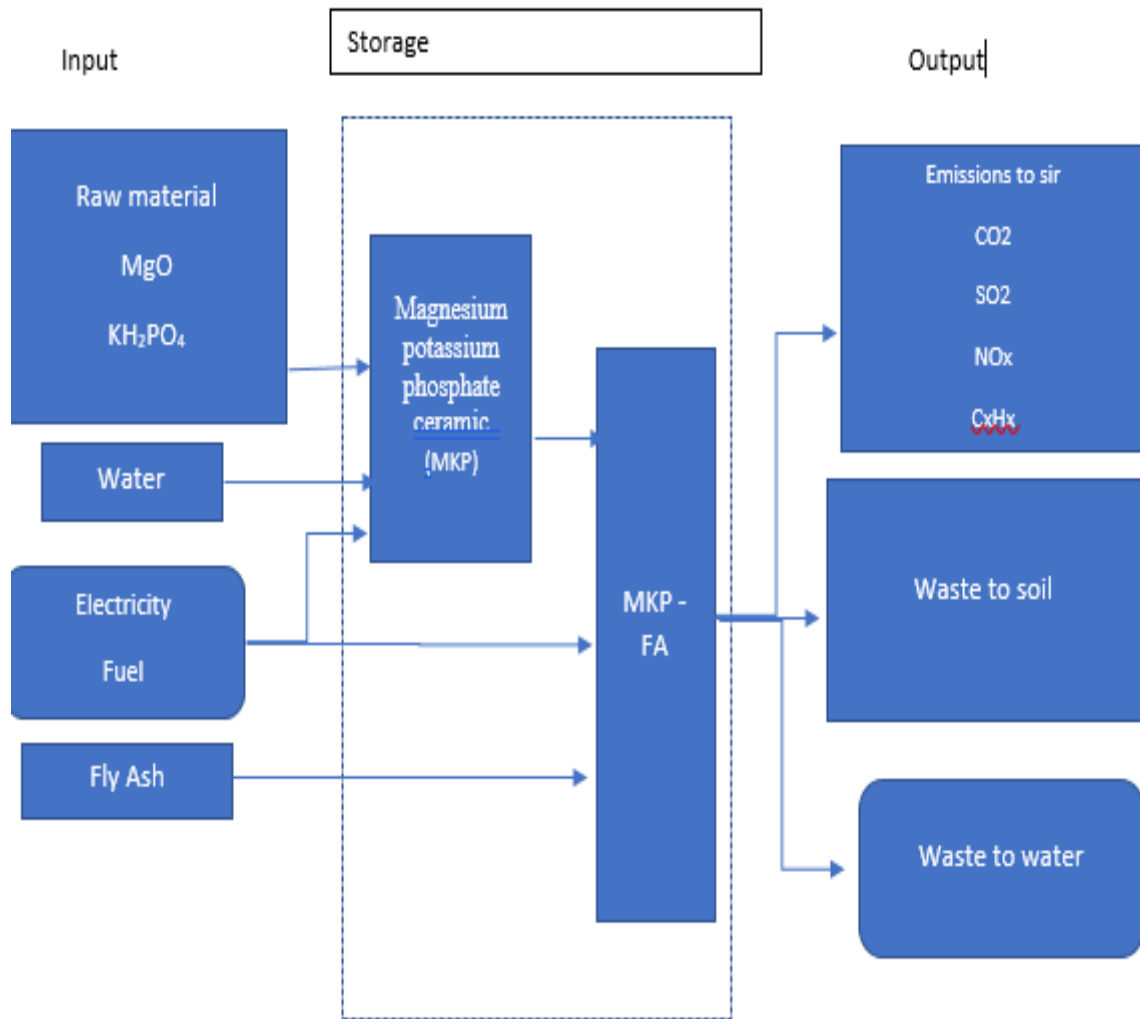 Input
Storage
Output
Raw material
MgO
KH₂PO₄
Water
Electricity
Fuel
Fly Ash
Magnesium
potassium
phosphate
ceramic
(MKP)
MKP -
FA
Emissions to sir
CO2
SO2
NOx
CxHx
Waste to soil
Waste to water